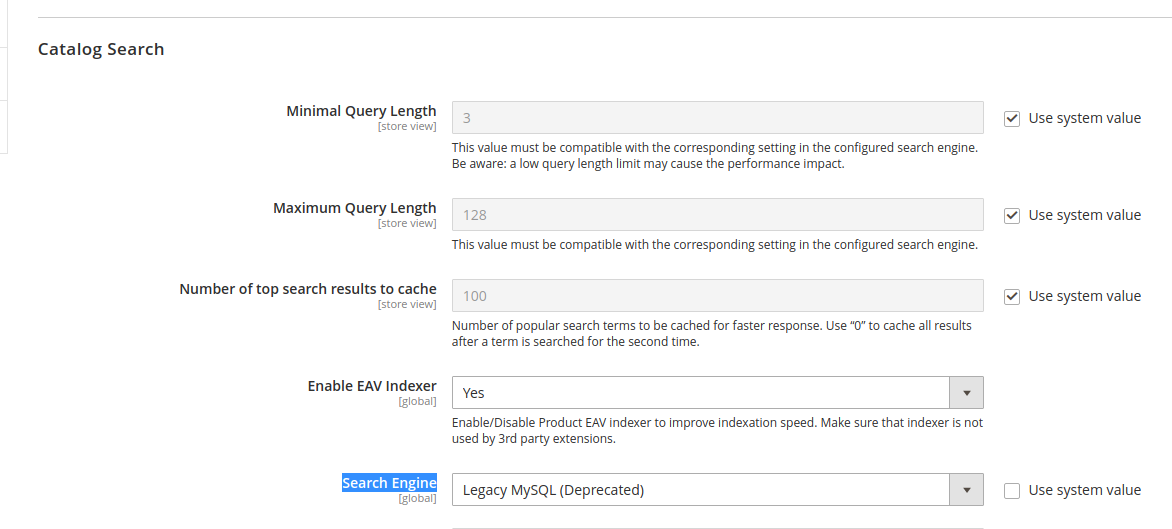 Catalog Search
Minimal Query Length
[store view]
3
Use system value
This value must be compatible with the corresponding setting in the configured search engine.
Be aware: a low query length limit may cause the performance impact.
Maximum Query Length
[store view]
128
Use system value
This value must be compatible with the corresponding setting in the configured search engine.
Number of top search results to cache
[store view]
100
Use system value
Number of popular search terms to be cached for faster response. Use “0” to cache all results
after a term is searched for the second time.
Enable EAV Indexer
[global]
Yes
Enable/Disable Product EAV indexer to improve indexation speed. Make sure that indexer is not
used by 3rd party extensions.
Search Engine
[global]
Legacy MySQL (Deprecated)
Use system value